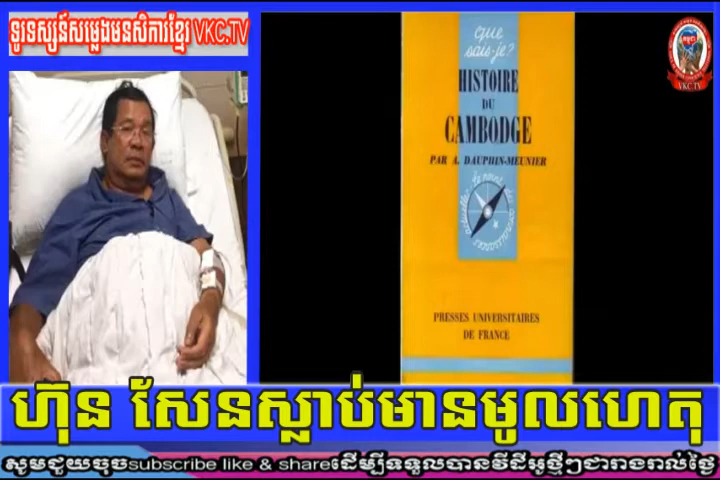 ទូរទស្សន៍សម្លេងមនសិការខ្មែរ VKC.TV
que
sais-je?
HISTOIRE
DU
CAMBODGE
PAR A. DAUPHIN-MEUNIER
PRESSES UNIVERSITAIRES
DE FRANCE
VKC.TV
ហ៊ុន សែនស្លាប់មានមូលហេតុ
សូមជួយចុចsubscribe like & shareដើម្បីទទួលបានវីដីអូថ្មីៗជារាងរាល់ថ្ងៃ